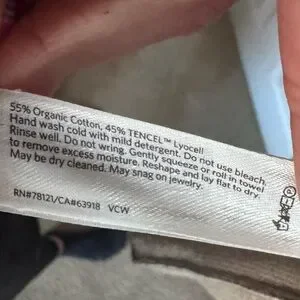 55% Organic Cotton, 45% TENCEL™ Lyocell
Hand wash cold with mild detergent. Do not use bleach.
Rinse well. Do not wring. Gently squeeze or roll in towel
to remove excess moisture. Reshape and lay flat to dry.
May be dry cleaned. May snag on jewelry.
RN#78121/CA#63918 VCW